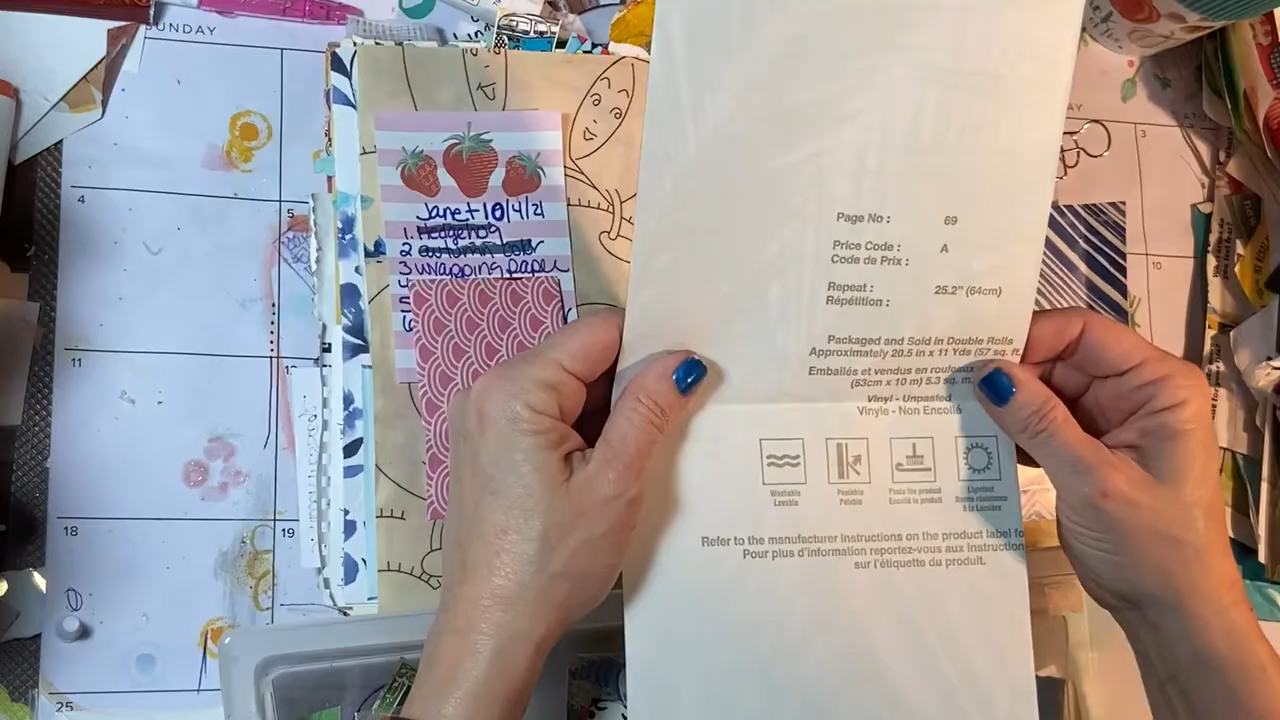 SUNDAY
4
5
11
18
19
25
3
10
Janet 10/4/21
1. Hedgehog
2 autumn color
3 wrapping paper
Page No : 69
Price Code : A
Code de Prix :
Repeat : 25.2" (64cm)
Répétition :
Packaged and Sold in Double Rolls
Approximately 20.5 in x 11 Yds (57 sq. ft.
Emballés et vendus en rouleaux
(53cm x 10 m) 5.3 sq. m.
Vinyl - Unpasted
Vinyle - Non Encollé
Washable
Lavable
Peelable
Pelable
Paste the product
Encollé le produit
Lightfast
Bonne résistance
à la Lumière
Refer to the manufacturer instructions on the product label fo
Pour plus d'information reportez-vous aux instruction
sur l'étiquette du produit.